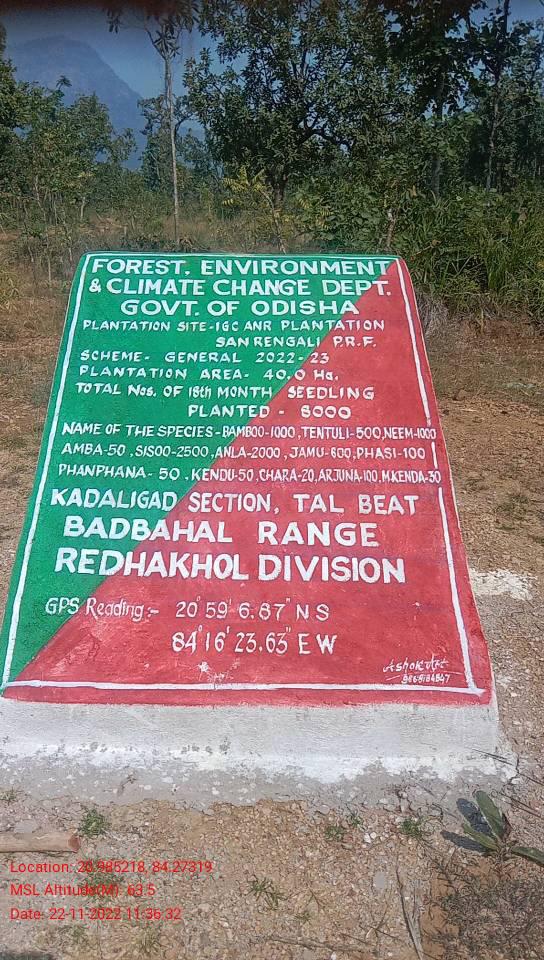 FOREST, ENVIRONMENT
& CLIMATE CHANGE DEPT.
GOVT. OF ODISHA
PLANTATION SITE-IGC ANR PLANTATION
SANRENGALI P.R.F.
SCHEME- GENERAL 2022-23
PLANTATION AREA- 40.0 Ha.
TOTAL Nos. OF 18th MONTH SEEDLING
PLANTED - 8000
NAME OF THE SPECIES-BAMBOO-1000,TENTULI-500,NEEM-1000
AMBA-50,SISOO-2500,ANLA-2000,JAMU-600,PHASI-100
PHANPHANA-50,KENDU-50,CHARA-20,ARJUNA-100,M.KENDA-30
KADALIGAD SECTION, TAL BEAT
BADBAHAL RANGE
REDHAKHOL DIVISION
GPS Reading:- 20° 59' 6.87" N S
84° 16' 23.63" E W
Ashok Art
Location: 20.985218, 84.27319
MSL Altitude(M): 63.5
Date: 22-11-2022 11:36:32